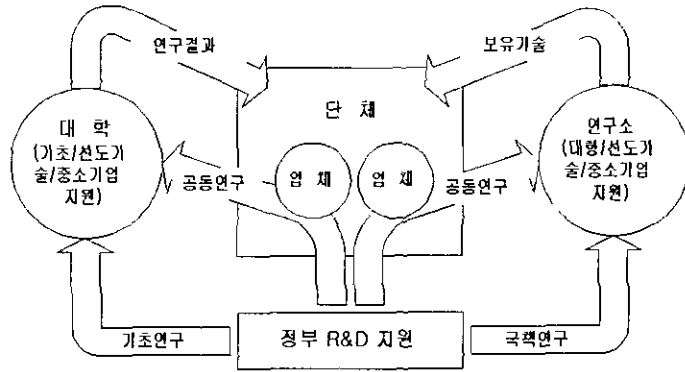 연구결과
보유기술
단 체
대 학
(기초/선도기
술/중소기업
지원)
연구소
(대형/선도기
술/중소기업
지원)
공동연구
업 체
업 체
공동연구
기초연구
정부 R&D 지원
국책연구